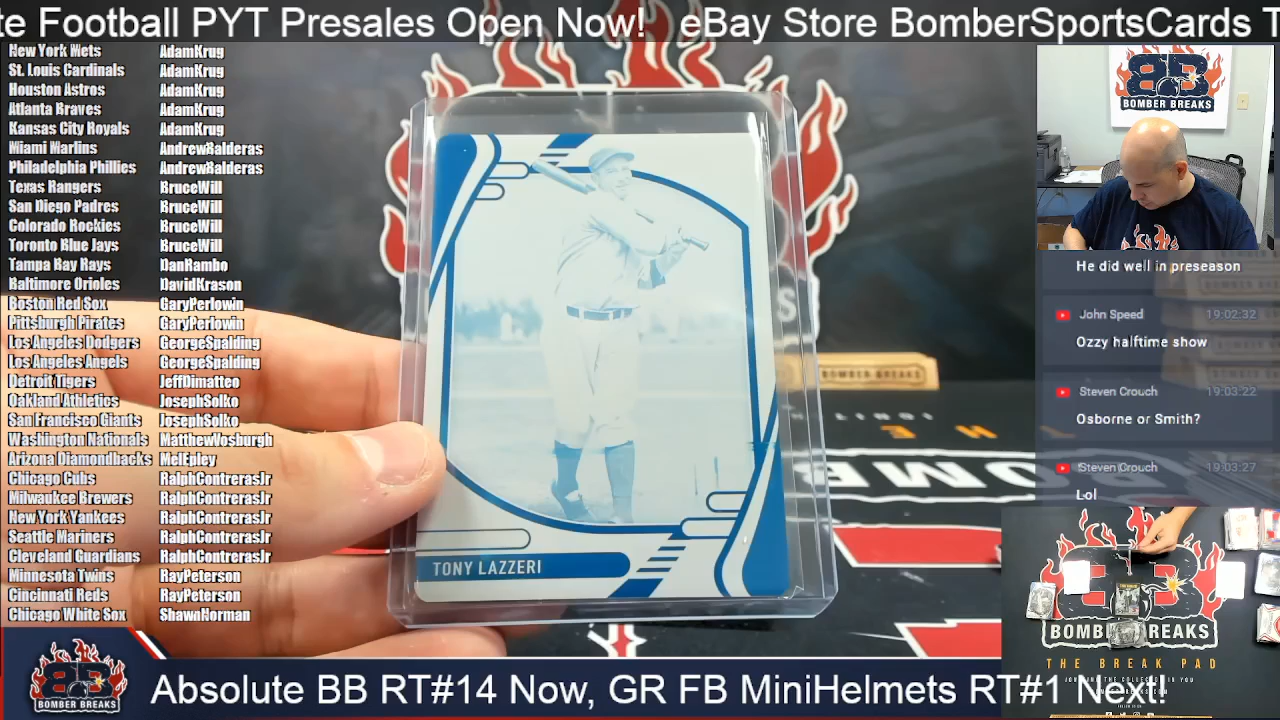 te Football PYT Presales Open Now!   eBay Store BomberSportsCards T
New York Mets AdamKrug
St. Louis Cardinals AdamKrug
Houston Astros AdamKrug
Atlanta Braves AdamKrug
Kansas City Royals AdamKrug
Miami Marlins AndrewBalderas
Philadelphia Phillies AndrewBalderas
Texas Rangers BruceWill
San Diego Padres BruceWill
Colorado Rockies BruceWill
Toronto Blue Jays BruceWill
Tampa Bay Rays DanRambo
Baltimore Orioles DavidKrason
Boston Red Sox GaryPerlowin
Pittsburgh Pirates GaryPerlowin
Los Angeles Dodgers GeorgeSpalding
Los Angeles Angels GeorgeSpalding
Detroit Tigers JeffDimatteo
Oakland Athletics JosephSolko
San Francisco Giants JosephSolko
Washington Nationals MatthewVosburgh
Arizona Diamondbacks MelEpley
Chicago Cubs RalphContrerasJr
Milwaukee Brewers RalphContrerasJr
New York Yankees RalphContrerasJr
Seattle Mariners RalphContrerasJr
Cleveland Guardians RalphContrerasJr
Minnesota Twins RayPeterson
Cincinnati Reds RayPeterson
Chicago White Sox ShawnNorman
TONY LAZZERI
BOMBER BREAKS
BB
BOMBER BREAKS
He did well in preseason
John Speed 19:02:32
Ozzy halftime show
Steven Crouch 19:03:22
Osborne or Smith?
Steven Crouch 19:03:27
Lol
BOMB REAKS
THE BREAK PAD
BB
BOMBER BREAKS
Absolute BB RT#14 Now, GR FB MiniHelmets RT#1 Next!